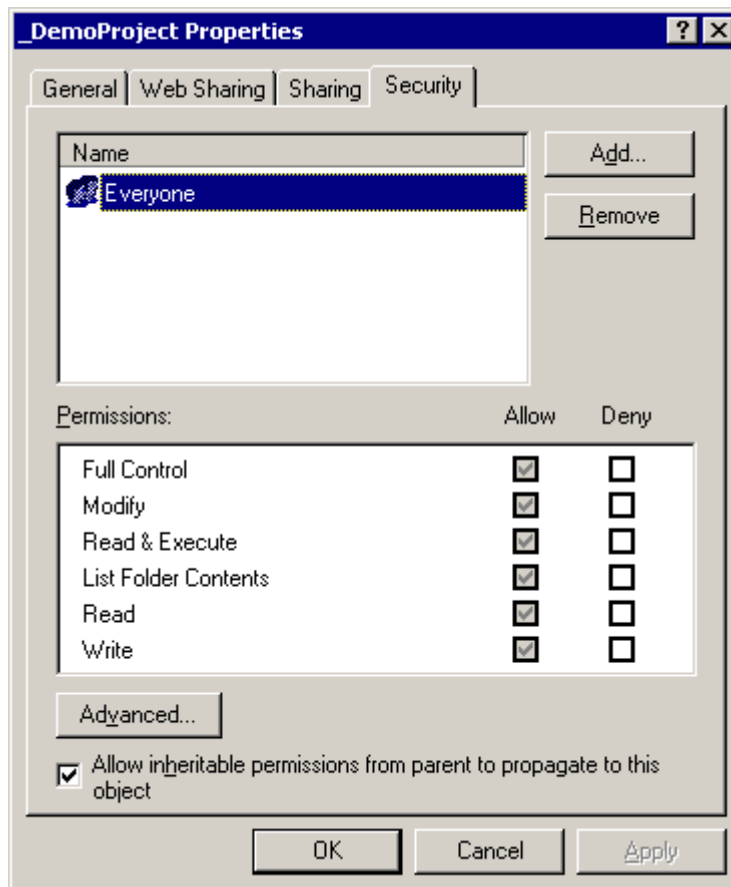 _DemoProject Properties
General Web Sharing Sharing Security
Name
Add...
Everyone
Remove
Permissions: Allow Deny
Full Control
Modify
Read & Execute
List Folder Contents
Read
Write
Advanced...
Allow inheritable permissions from parent to propagate to this
object
OK Cancel Apply